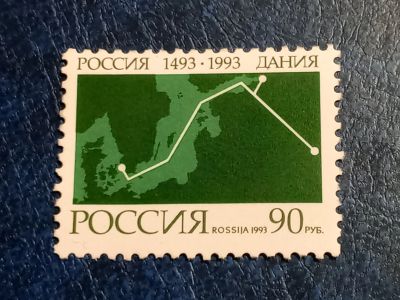 РОССИЯ 1493·1993 ДАНИЯ
РОССИЯ ROSSIJA 1993 90 РУБ.